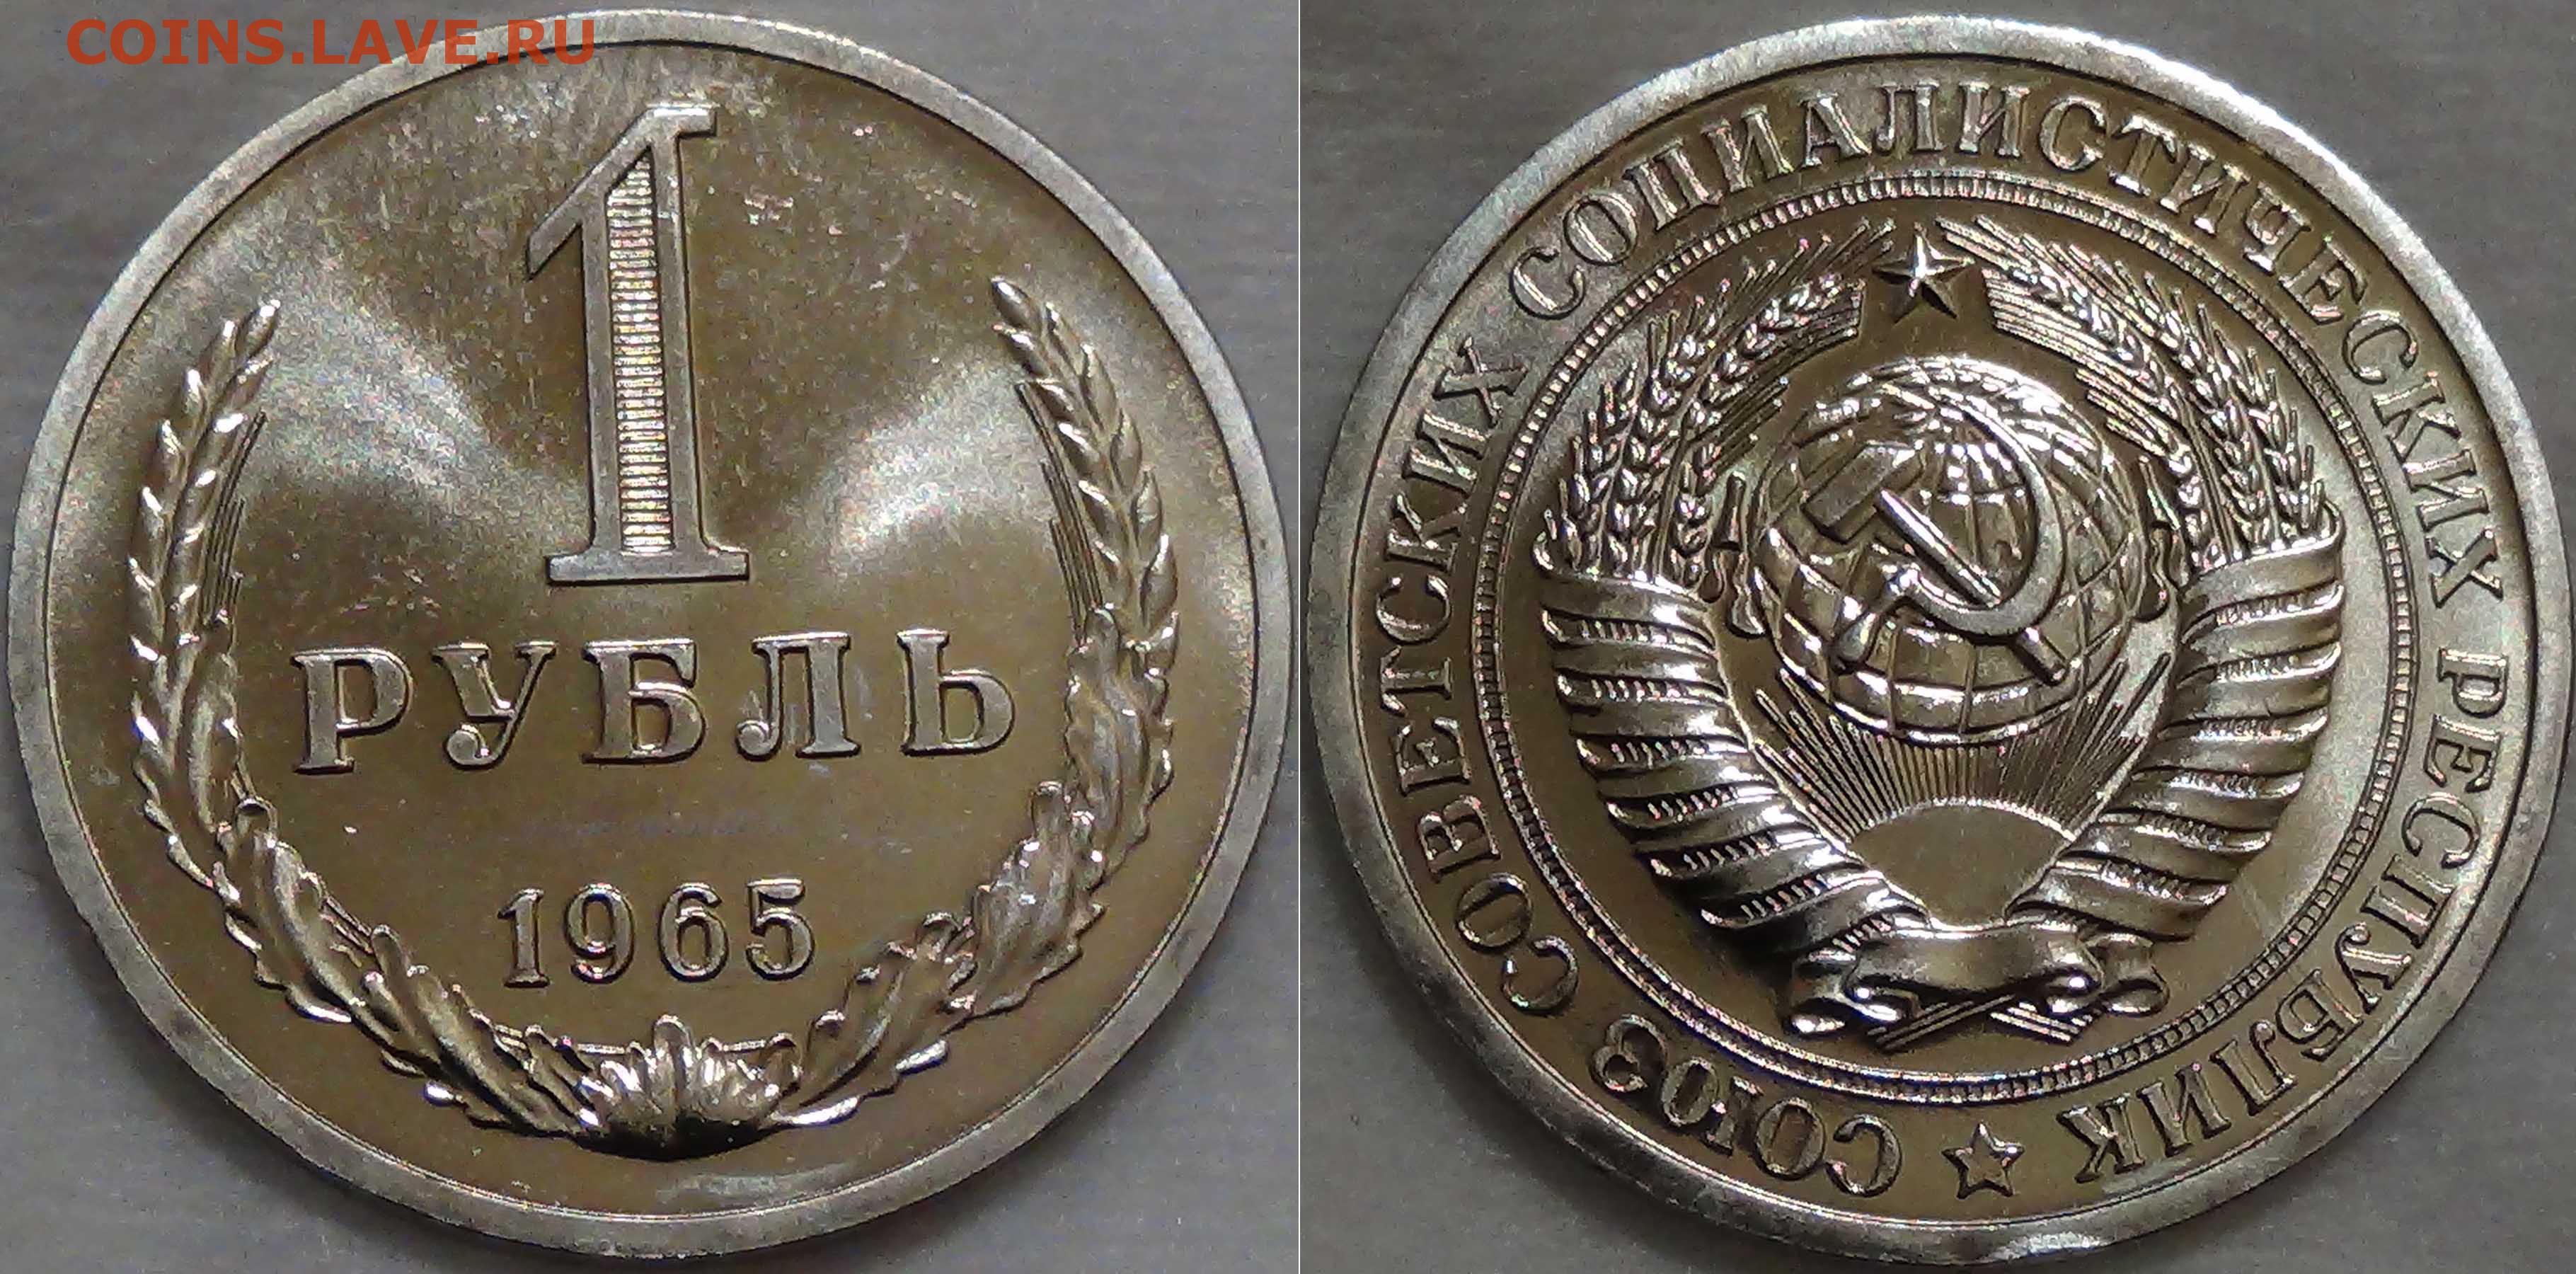 COINS.LAVE.RU
1
РУБЛЬ
1965
СОЮЗ СОВЕТСКИХ СОЦИАЛИСТИЧЕСКИХ РЕСПУБЛИК